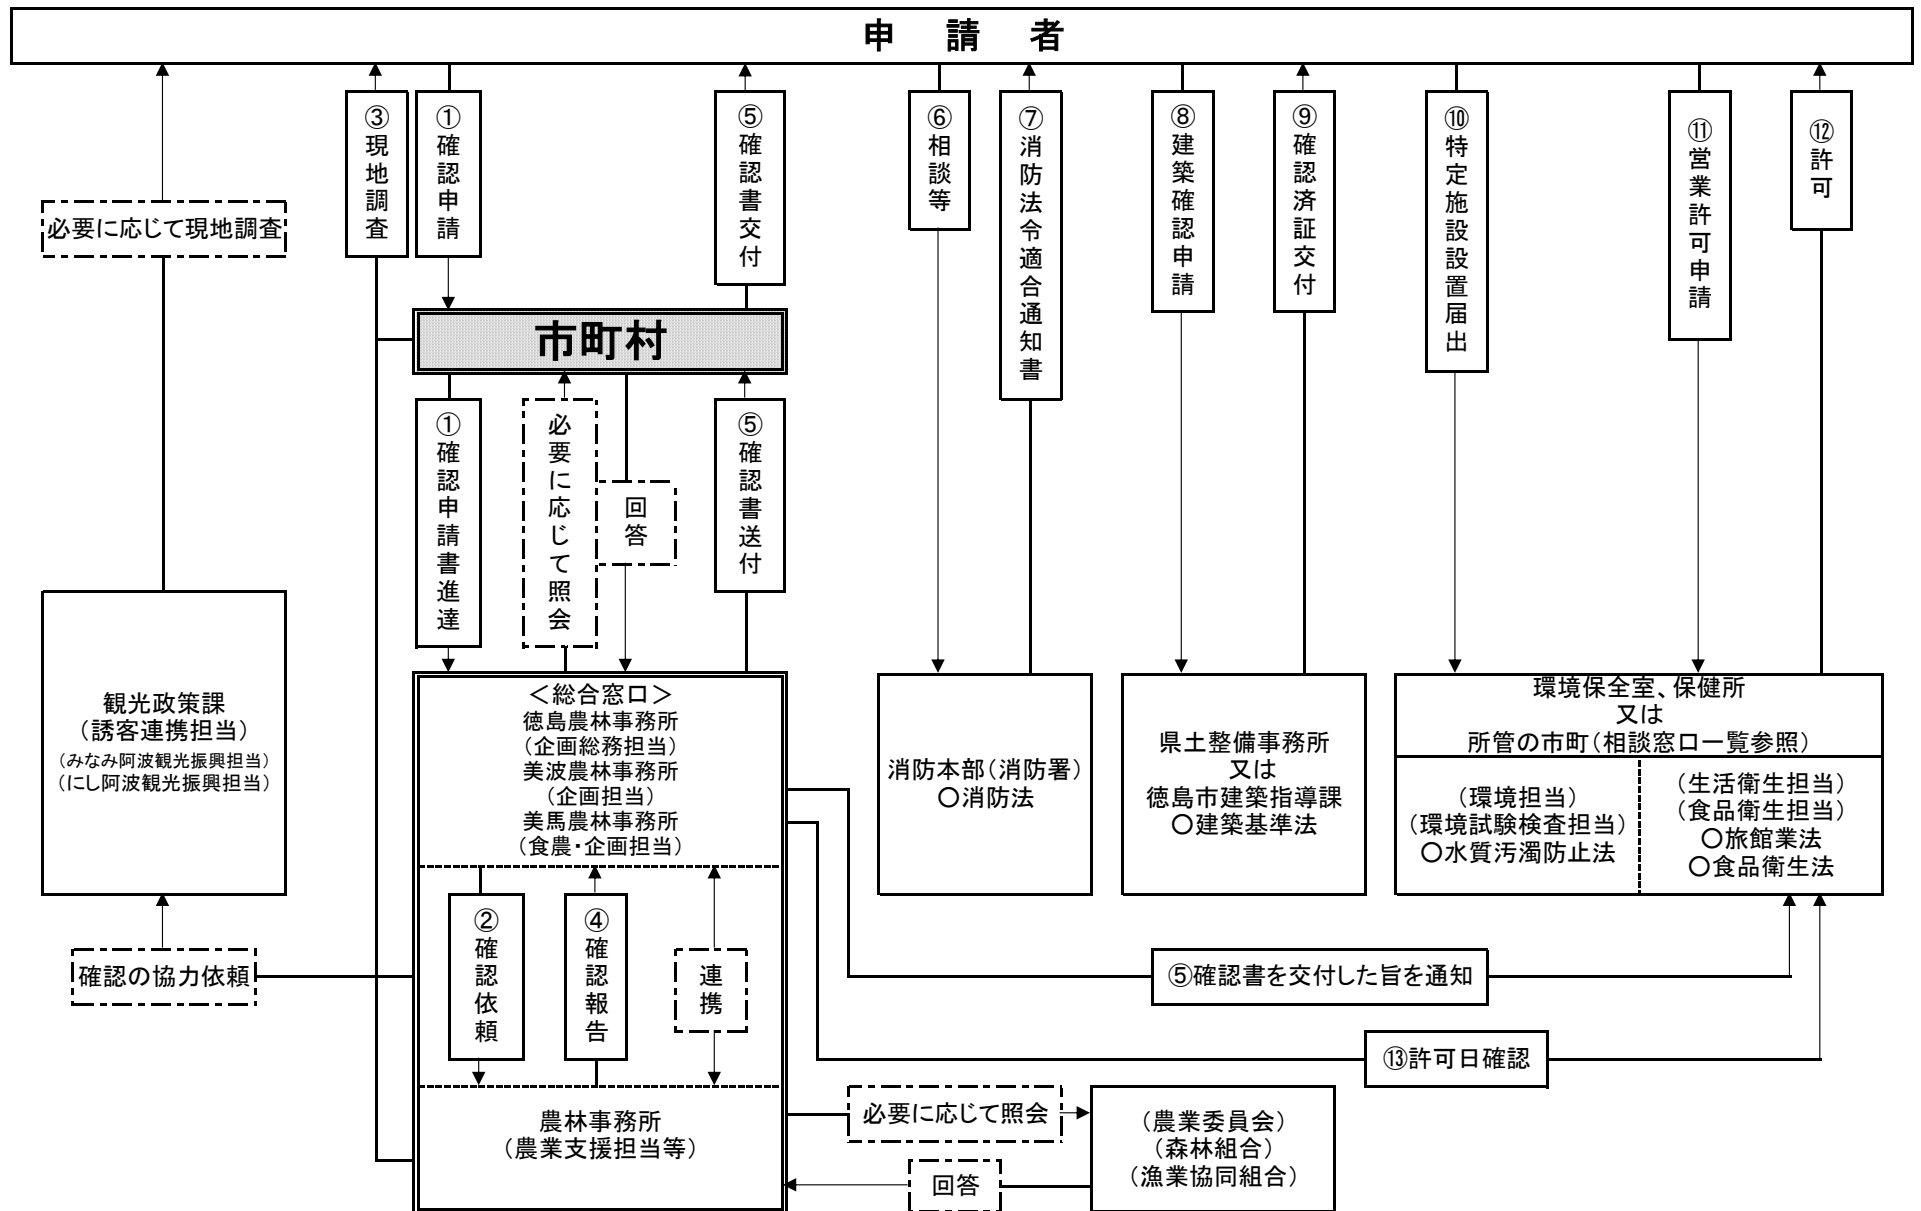 申 請 者
③現地調査
①確認申請
⑤確認書交付
⑥相談等
⑦消防法令適合通知書
⑧建築確認申請
⑨確認済証交付
⑩特定施設設置届出
⑪営業許可申請
⑫許可
必要に応じて現地調査
市町村
①確認申請書進達
必要に応じて照会
回答
⑤確認書送付
観光政策課
(誘客連携担当)
(みなみ阿波観光振興担当)
(にし阿波観光振興担当)
<総合窓口>
徳島農林事務所
(企画総務担当)
美波農林事務所
(企画担当)
美馬農林事務所
(食農・企画担当)
消防本部(消防署)
○消防法
県土整備事務所
又は
徳島市建築指導課
○建築基準法
環境保全室、保健所
又は
所管の市町(相談窓口一覧参照)
(環境担当)
(環境試験検査担当)
○水質汚濁防止法
(生活衛生担当)
(食品衛生担当)
○旅館業法
○食品衛生法
②確認依頼
④確認報告
連携
確認の協力依頼
⑤確認書を交付した旨を通知
⑬許可日確認
農林事務所
(農業支援担当等)
必要に応じて照会
回答
(農業委員会)
(森林組合)
(漁業協同組合)